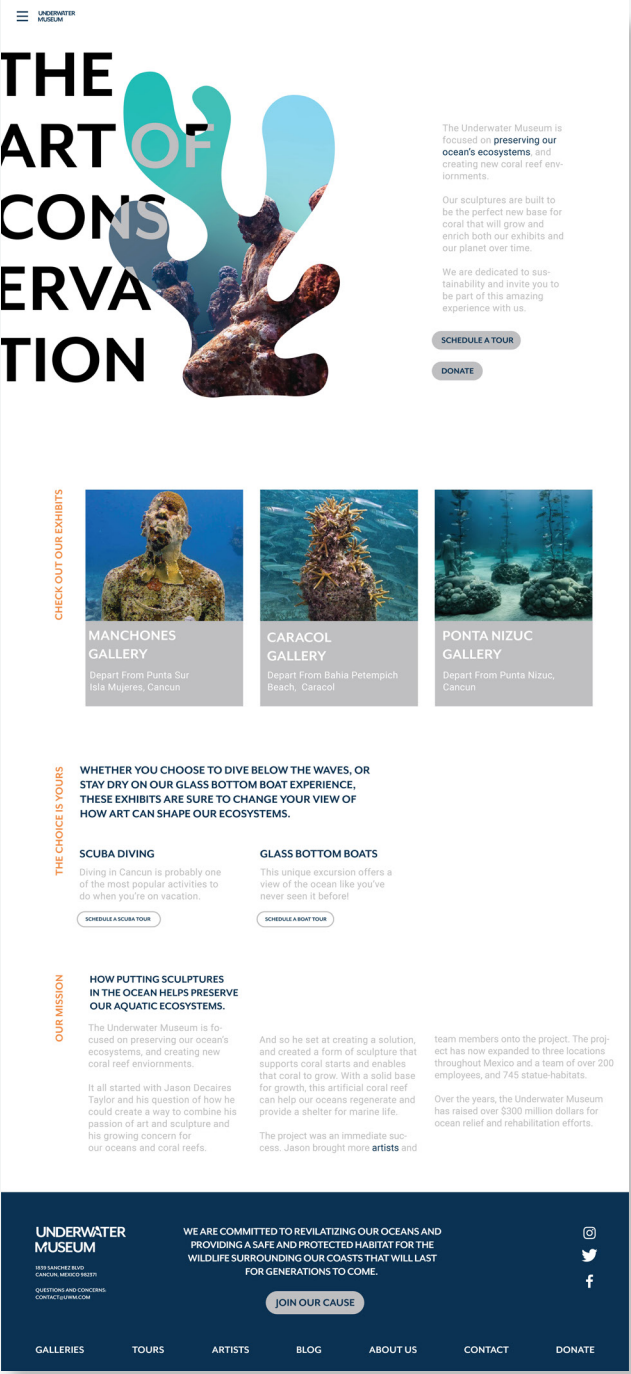 UNDERWATER
MUSEUM
THE
ART OF
CONS
ERVA
TION
The Underwater Museum is
focused on preserving our
ocean's ecosystems, and
creating new coral reef env-
iornments.
Our sculptures are built to
be the perfect new base for
coral that will grow and
enrich both our exhibits and
our planet over time.
We are dedicated to sus-
tainability and invite you to
be part of this amazing
experience with us.
SCHEDULE A TOUR
DONATE
CHECK OUT OUR EXHIBITS
MANCHONES
GALLERY
Depart From Punta Sur
Isla Mujeres, Cancun
CARACOL
GALLERY
Depart From Bahia Petempich
Beach, Caracol
PONTA NIZUC
GALLERY
Depart From Punta Nizuc,
Cancun
THE CHOICE IS YOURS
WHETHER YOU CHOOSE TO DIVE BELOW THE WAVES, OR
STAY DRY ON OUR GLASS BOTTOM BOAT EXPERIENCE,
THESE EXHIBITS ARE SURE TO CHANGE YOUR VIEW OF
HOW ART CAN SHAPE OUR ECOSYSTEMS.
SCUBA DIVING
Diving in Cancun is probably one
of the most popular activities to
do when you're on vacation.
SCHEDULE A SCUBA TOUR
GLASS BOTTOM BOATS
This unique excursion offers a
view of the ocean like you've
never seen it before!
SCHEDULE A BOAT TOUR
OUR MISSION
HOW PUTTING SCULPTURES
IN THE OCEAN HELPS PRESERVE
OUR AQUATIC ECOSYSTEMS.
The Underwater Museum is fo-
cused on preserving our ocean's
ecosystems, and creating new
coral reef enviornments.
It all started with Jason Decaires
Taylor and his question of how he
could create a way to combine his
passion of art and sculpture and
his growing concern for
our oceans and coral reefs.
And so he set at creating a solution,
and created a form of sculpture that
supports coral starts and enables
that coral to grow. With a solid base
for growth, this artificial coral reef
can help our oceans regenerate and
provide a shelter for marine life.
The project was an immediate suc-
cess. Jason brought more artists and
team members onto the project. The proj-
ect has now expanded to three locations
throughout Mexico and a team of over 200
employees, and 745 statue-habitats.
Over the years, the Underwater Museum
has raised over $300 million dollars for
ocean relief and rehabilitation efforts.
UNDERWATER
MUSEUM
1839 SANCHEZ BLVD
CANCUN, MEXICO 982371
QUESTIONS AND CONCERNS:
CONTACT@UWM.COM
WE ARE COMMITTED TO REVILATIZING OUR OCEANS AND
PROVIDING A SAFE AND PROTECTED HABITAT FOR THE
WILDLIFE SURROUNDING OUR COASTS THAT WILL LAST
FOR GENERATIONS TO COME.
JOIN OUR CAUSE
GALLERIES TOURS ARTISTS BLOG ABOUT US CONTACT DONATE